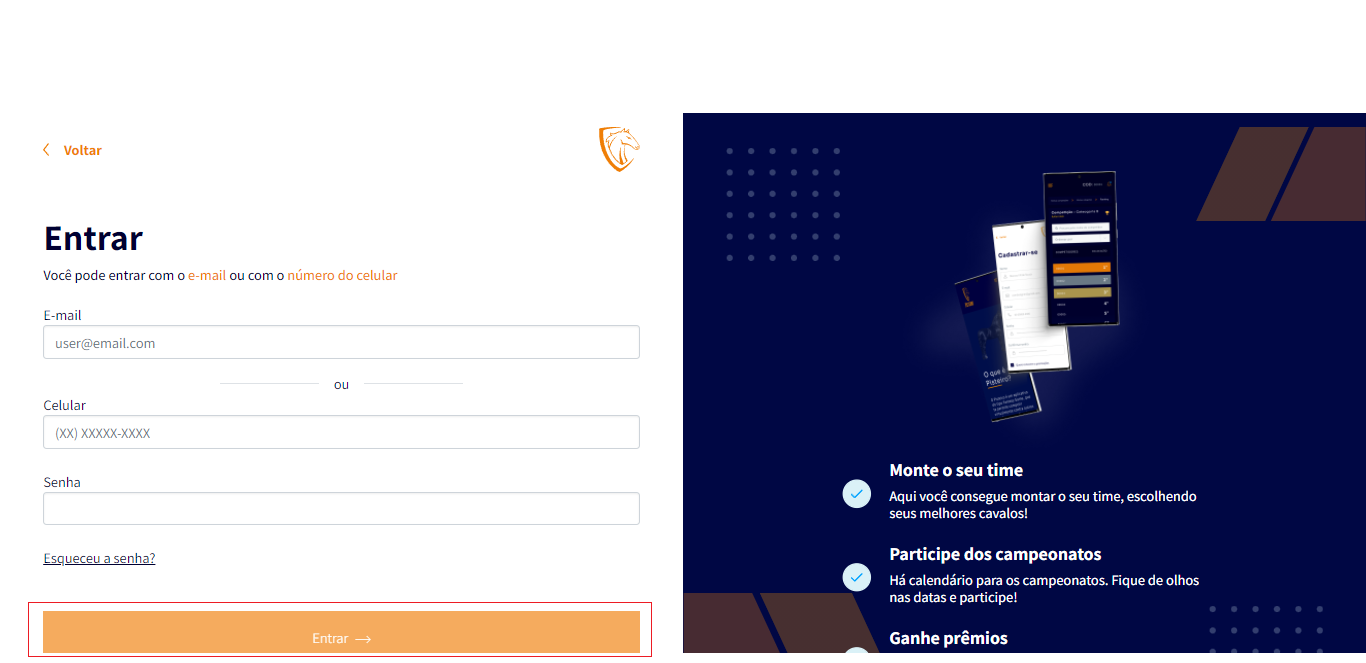 Voltar
Entrar
Você pode entrar com o e-mail ou com o número do celular
E-mail
user@email.com
ou
Celular
(XX) XXXXX-XXXX
Senha
Esqueceu a senha?
Entrar
Cadastrar-se
O que é
Pisteiro?
Monte o seu time
Aqui você consegue montar o seu time, escolhendo
seus melhores cavalos!
Participe dos campeonatos
Há calendário para os campeonatos. Fique de olhos
nas datas e participe!
Ganhe prêmios